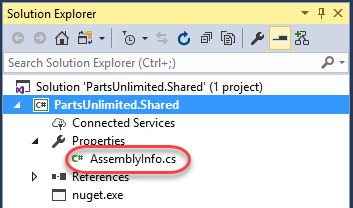 Solution Explorer
Search Solution Explorer (Ctrl+;)
Solution 'PartsUnlimited.Shared' (1 project)
C# PartsUnlimited.Shared
Connected Services
Properties
C# AssemblyInfo.cs
References
nuget.exe